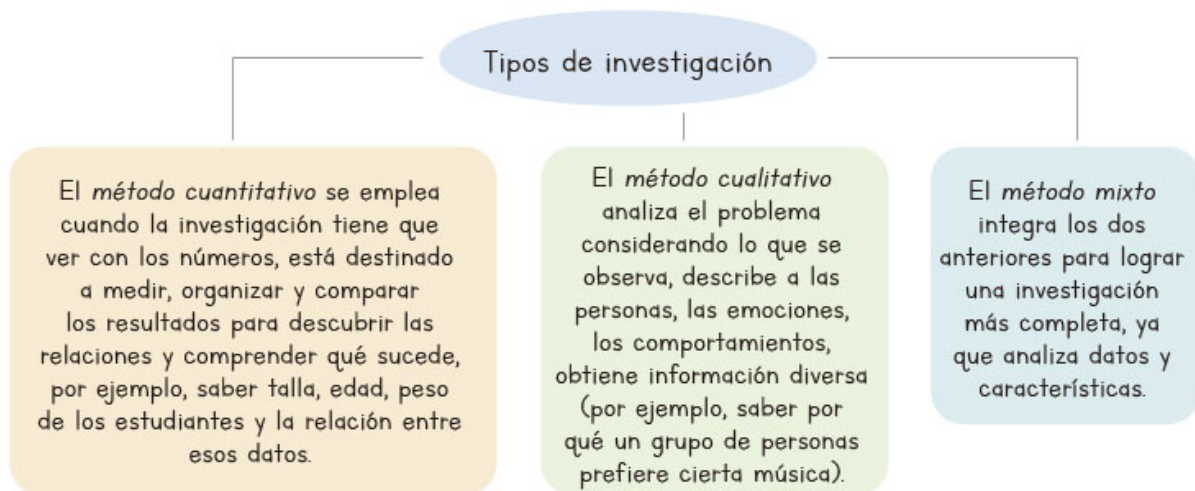 Tipos de investigación
El método cuantitativo se emplea
cuando la investigación tiene que
ver con los números, está destinado
a medir, organizar y comparar
los resultados para descubrir las
relaciones y comprender qué sucede,
por ejemplo, saber talla, edad, peso
de los estudiantes y la relación entre
esos datos.
El método cualitativo
analiza el problema
considerando lo que se
observa, describe a las
personas, las emociones,
los comportamientos,
obtiene información diversa
(por ejemplo, saber por
qué un grupo de personas
prefiere cierta música).
El método mixto
integra los dos
anteriores para lograr
una investigación
más completa, ya
que analiza datos y
características.